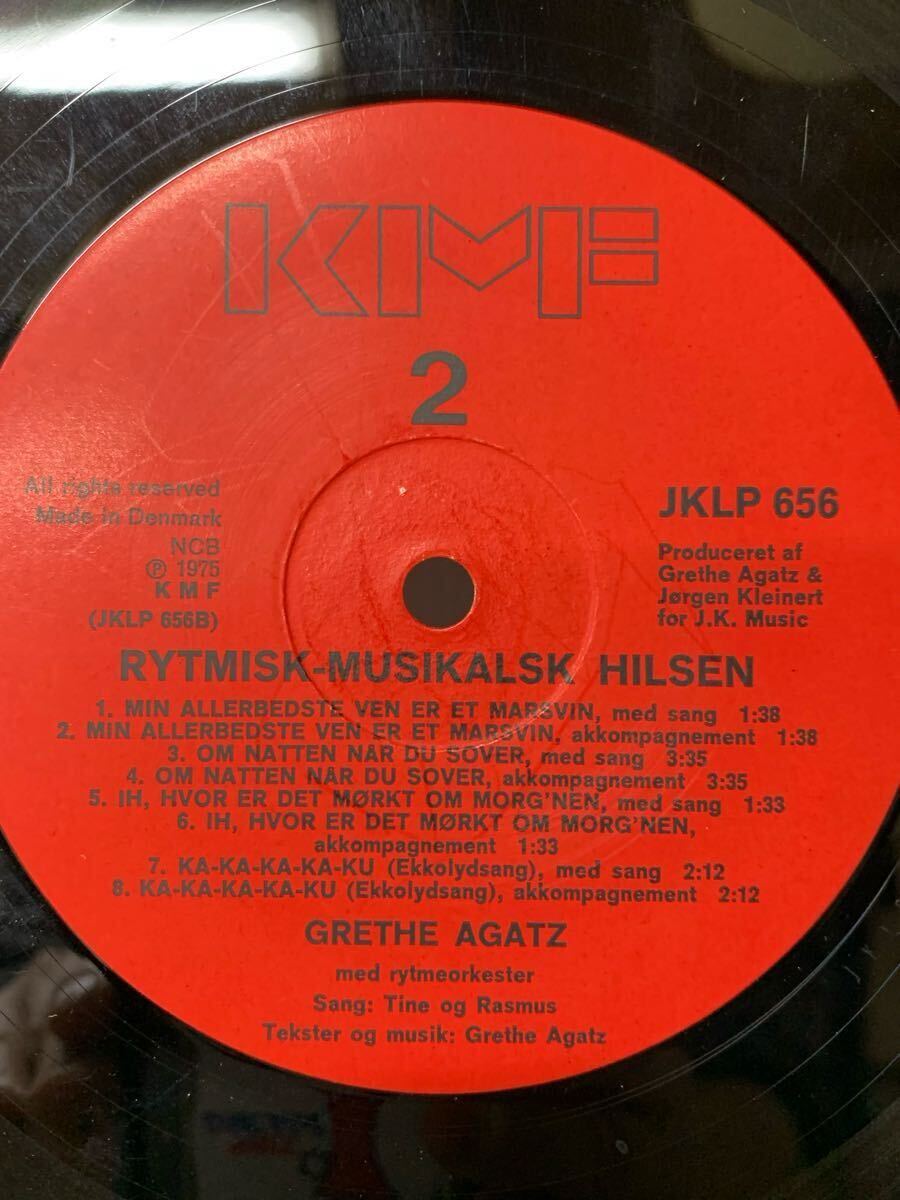 KMF
2
All rights reserved
Made in Denmark
NCB
℗ 1975
K M F
(JKLP 656B)
JKLP 656
Produceret af
Grethe Agatz &
Jørgen Kleinert
for J.K. Music
RYTMISK-MUSIKALSK HILSEN
1. MIN ALLERBEDSTE VEN ER ET MARSVIN, med sang 1:38
2. MIN ALLERBEDSTE VEN ER ET MARSVIN, akkompagnement 1:38
3. OM NATTEN NÅR DU SOVER, med sang 3:35
4. OM NATTEN NÅR DU SOVER, akkompagnement 3:35
5. IH, HVOR ER DET MØRKT OM MORG'NEN, med sang 1:33
6. IH, HVOR ER DET MØRKT OM MORG'NEN,
akkompagnement 1:33
7. KA-KA-KA-KA-KU (Ekkolydsang), med sang 2:12
8. KA-KA-KA-KA-KU (Ekkolydsang), akkompagnement 2:12
GRETHE AGATZ
med rytmeorkester
Sang: Tine og Rasmus
Tekster og musik: Grethe Agatz